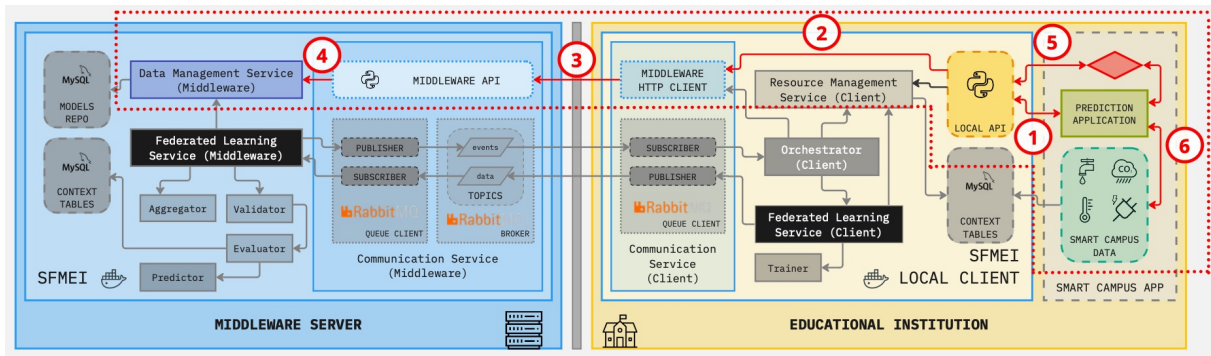 4
3
2
5
1
6
MySQL
MODELS
REPO
Data Management Service
(Middleware)
MIDDLEWARE API
MIDDLEWARE
HTTP CLIENT
Resource Management
Service (Client)
LOCAL API
PREDICTION
APPLICATION
Federated Learning
Service (Middleware)
MySQL
CONTEXT
TABLES
Aggregator
Validator
Evaluator
Predictor
SFMEI
PUBLISHER
SUBSCRIBER
RabbitMQ
QUEUE CLIENT
events
data
TOPICS
RabbitMQ
BROKER
Communication Service
(Middleware)
SUBSCRIBER
PUBLISHER
RabbitMQ
QUEUE CLIENT
Communication
Service
(Client)
Orchestrator
(Client)
Federated Learning
Service (Client)
Trainer
MySQL
CONTEXT
TABLES
SFMEI
LOCAL CLIENT
CO2
SMART CAMPUS
DATA
SMART CAMPUS APP
MIDDLEWARE SERVER
EDUCATIONAL INSTITUTION